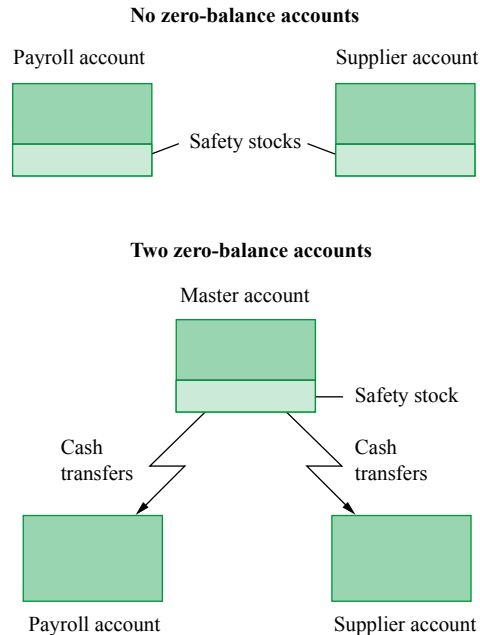 No zero-balance accounts
Payroll account
Supplier account
Safety stocks
Two zero-balance accounts
Master account
Safety stock
Cash
transfers
Cash
transfers
Payroll account
Supplier account